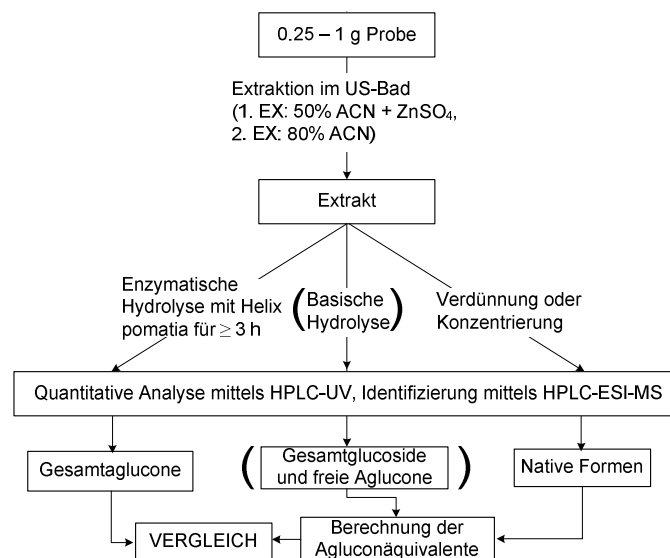 0.25 – 1 g Probe
Extraktion im US-Bad
(1. EX: 50% ACN + ZnSO4,
2. EX: 80% ACN)
Extrakt
Enzymatische
Hydrolyse mit Helix
pomatia für ≥ 3 h
(Basische
Hydrolyse)
Verdünnung oder
Konzentrierung
Quantitative Analyse mittels HPLC-UV, Identifizierung mittels HPLC-ESI-MS
Gesamtaglucone
(Gesamtglucoside
und freie Aglucone)
Native Formen
VERGLEICH
Berechnung der
Agluconäquivalente